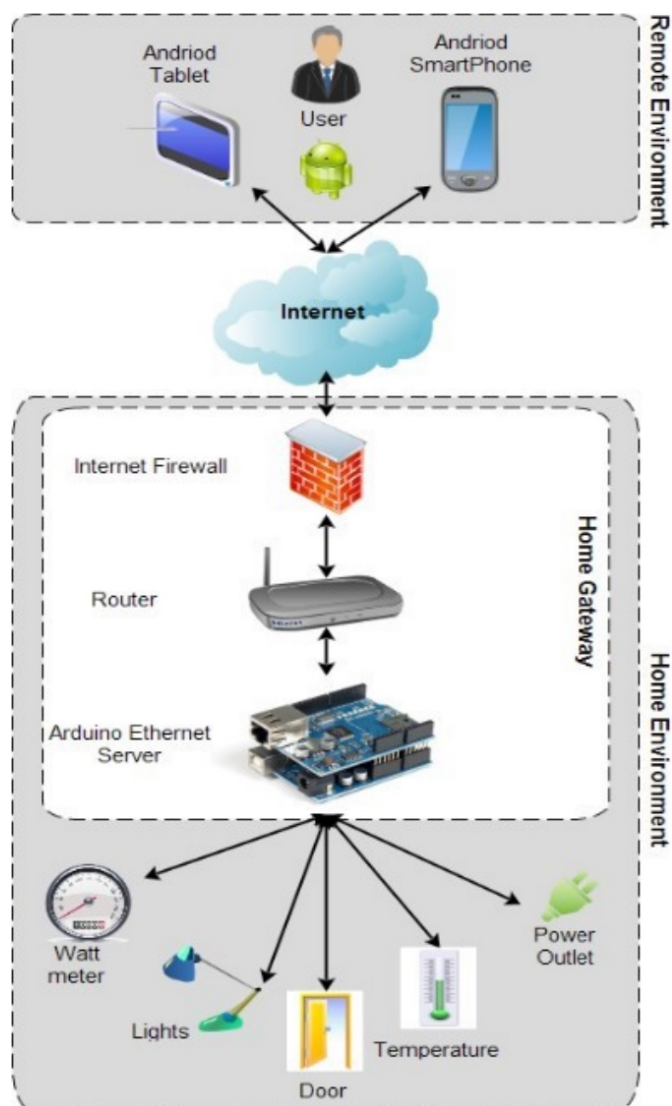 Andriod
Tablet
User
Andriod
SmartPhone
Remote Environment
Internet
Internet Firewall
Router
Arduino Ethernet
Server
Home Gateway
Home Environment
Watt
meter
Lights
Door
Temperature
Power
Outlet